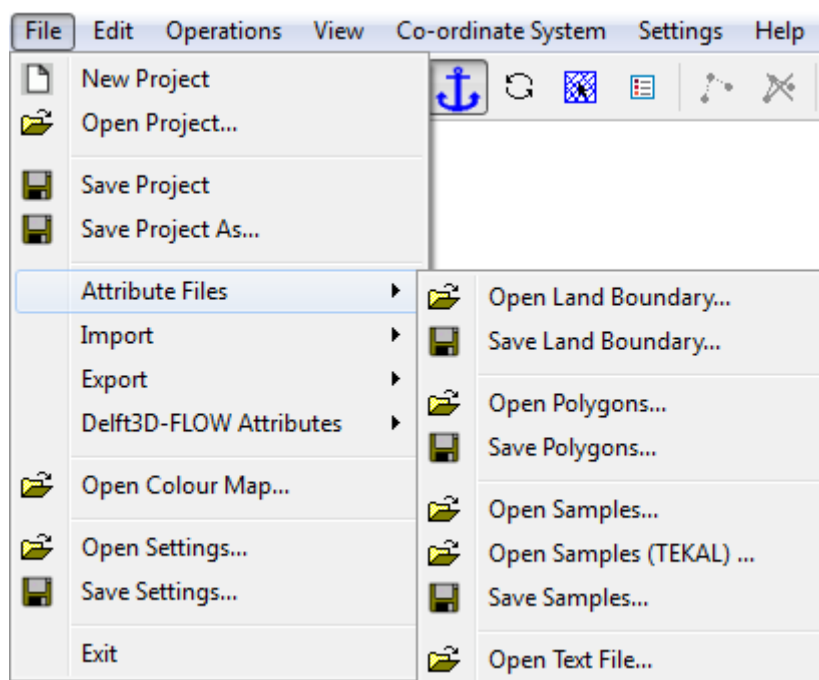 File Edit Operations View Co-ordinate System Settings Help
New Project
Open Project...
Save Project
Save Project As...
Attribute Files
Import
Export
Delft3D-FLOW Attributes
Open Colour Map...
Open Settings...
Save Settings...
Exit
Open Land Boundary...
Save Land Boundary...
Open Polygons...
Save Polygons...
Open Samples...
Open Samples (TEKAL) ...
Save Samples...
Open Text File...